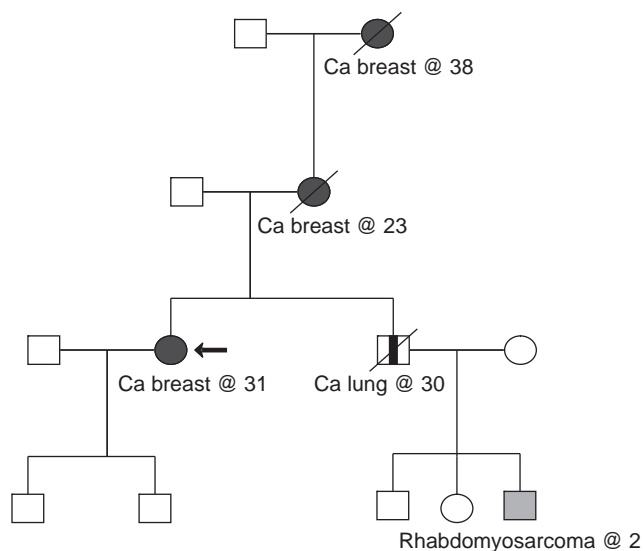 Ca breast @ 38
Ca breast @ 23
Ca breast @ 31
Ca lung @ 30
Rhabdomyosarcoma @ 2